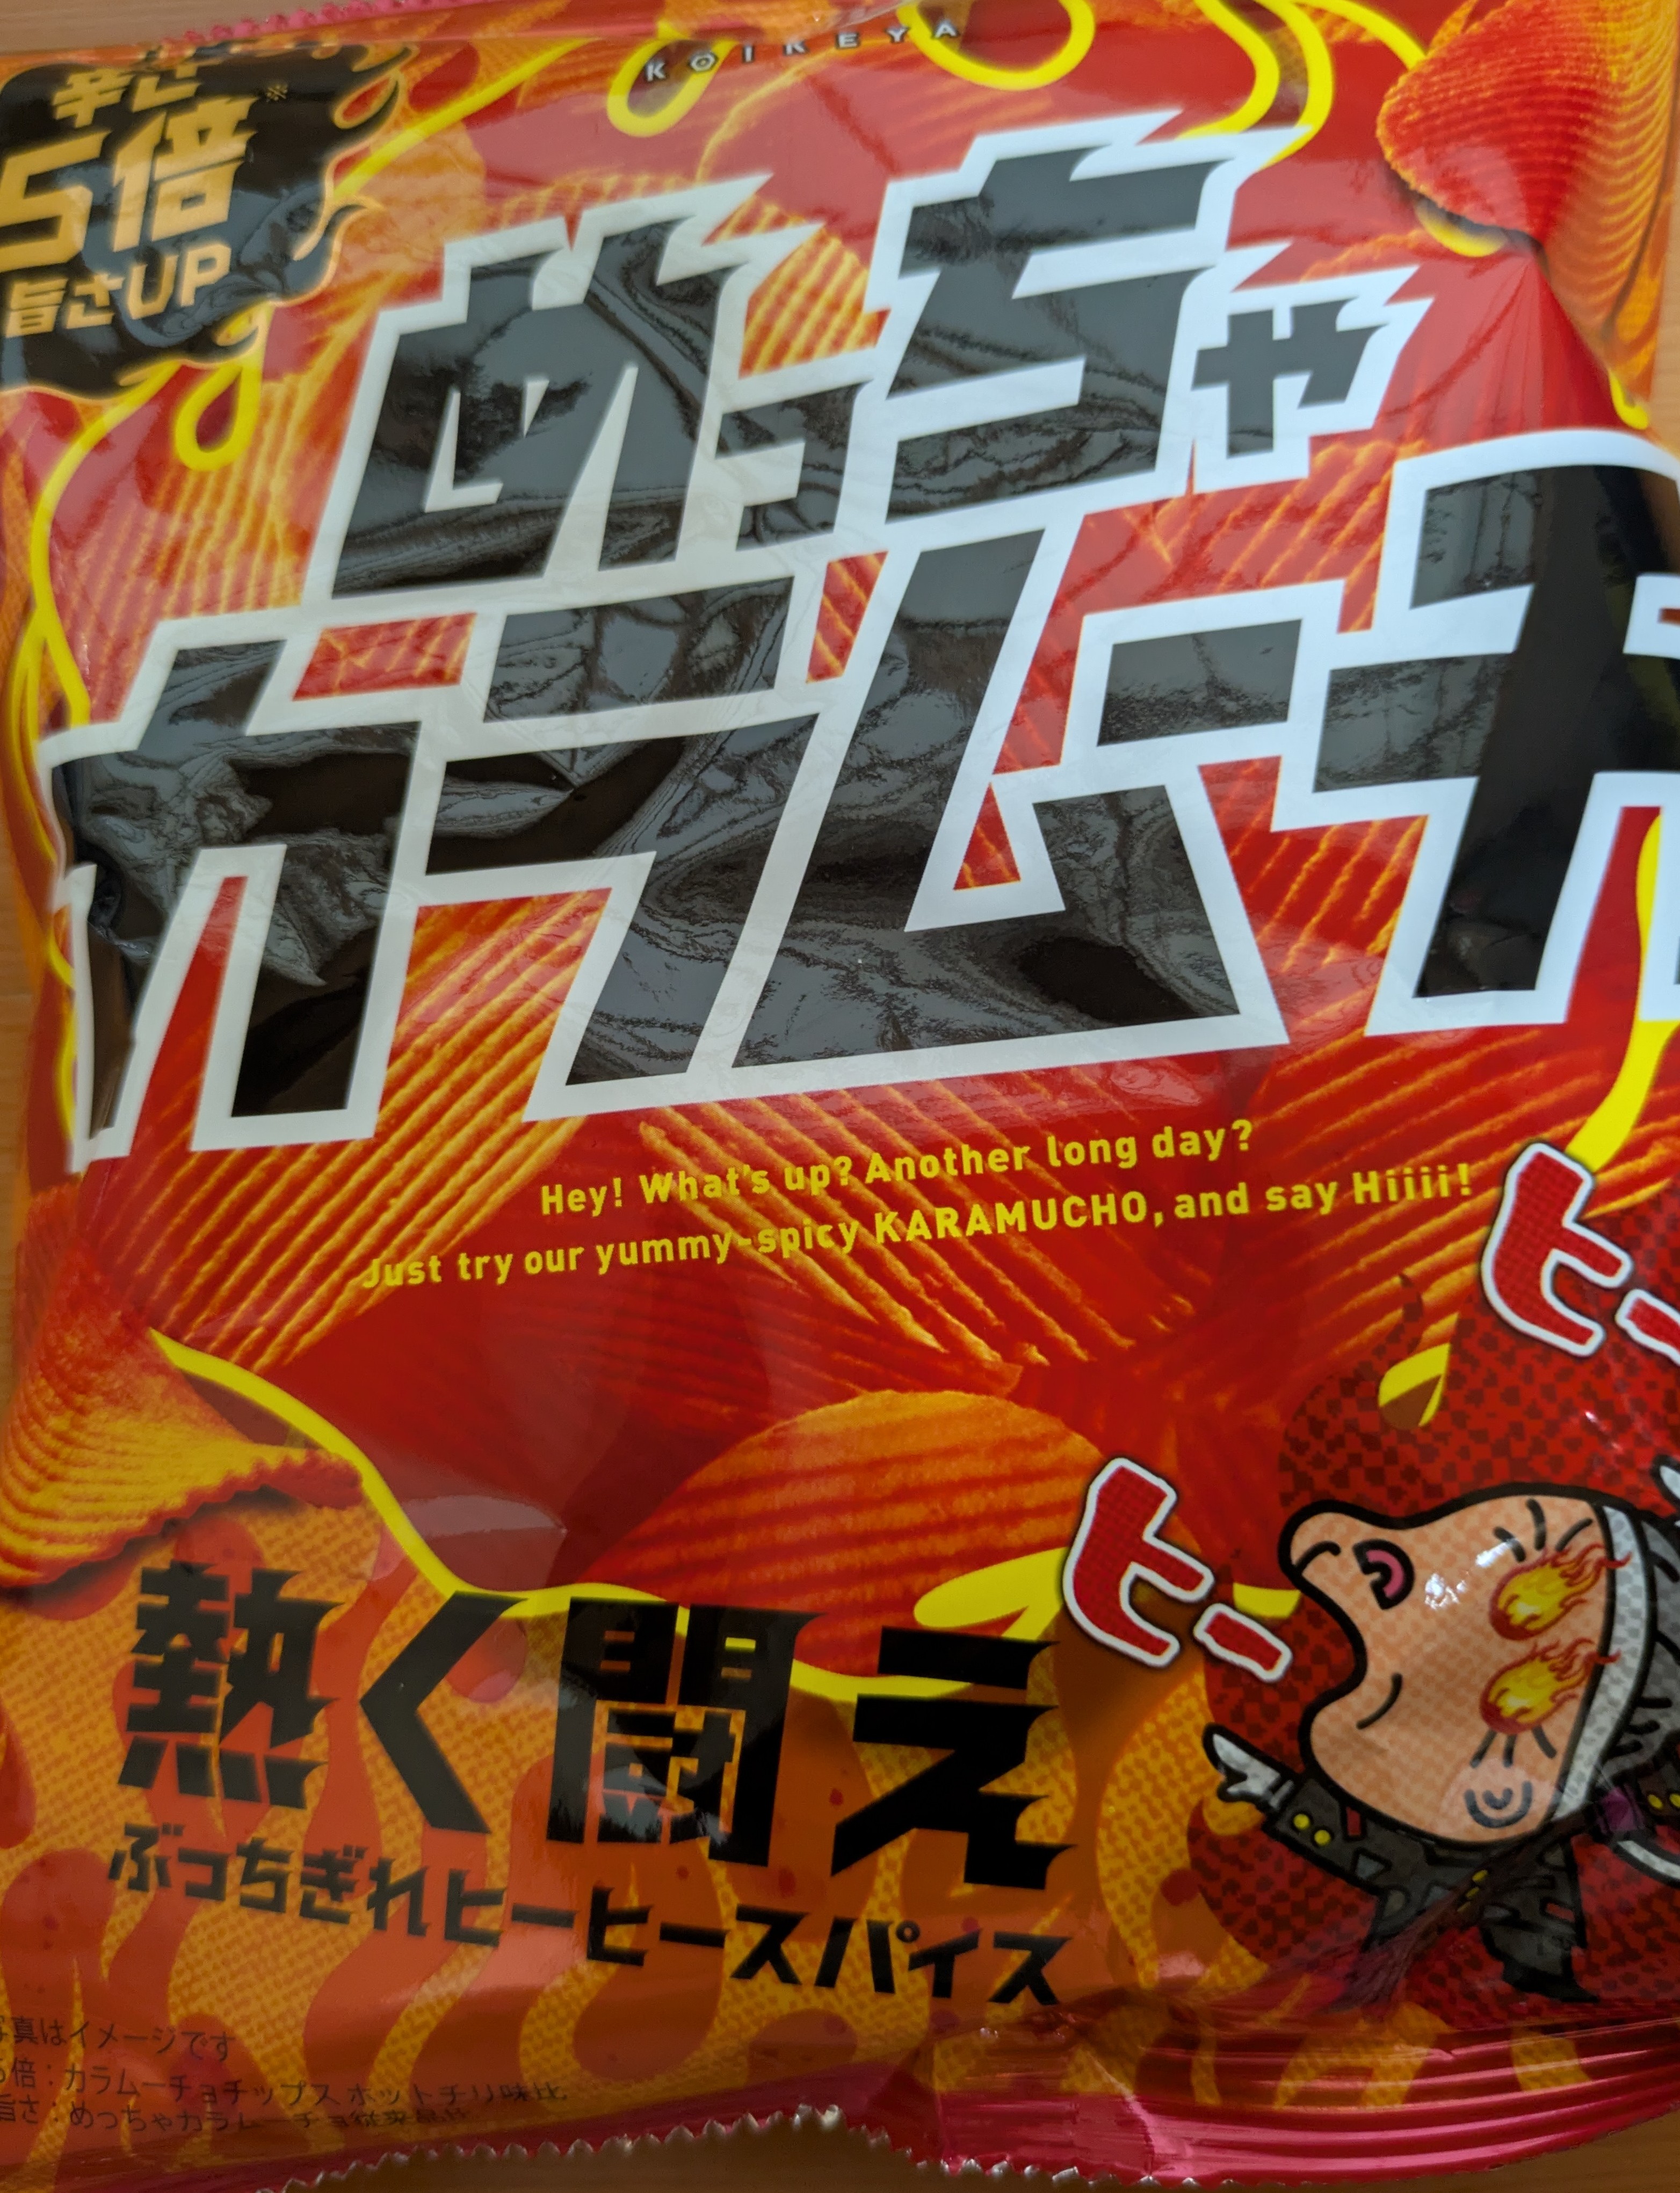 KOIKEYA
辛さ
5倍※
旨さUP
めっちゃ
カラムーチ
Hey! What's up? Another long day?
Just try our yummy-spicy KARAMUCHO, and say Hiiii!
ヒー
ヒー
熱く闘え
ぶっちぎれヒーヒースパイス
写真はイメージです
5倍：カラムーチョチップス ホットチリ味比
旨さ：めっちゃカラムーチョ従来品比